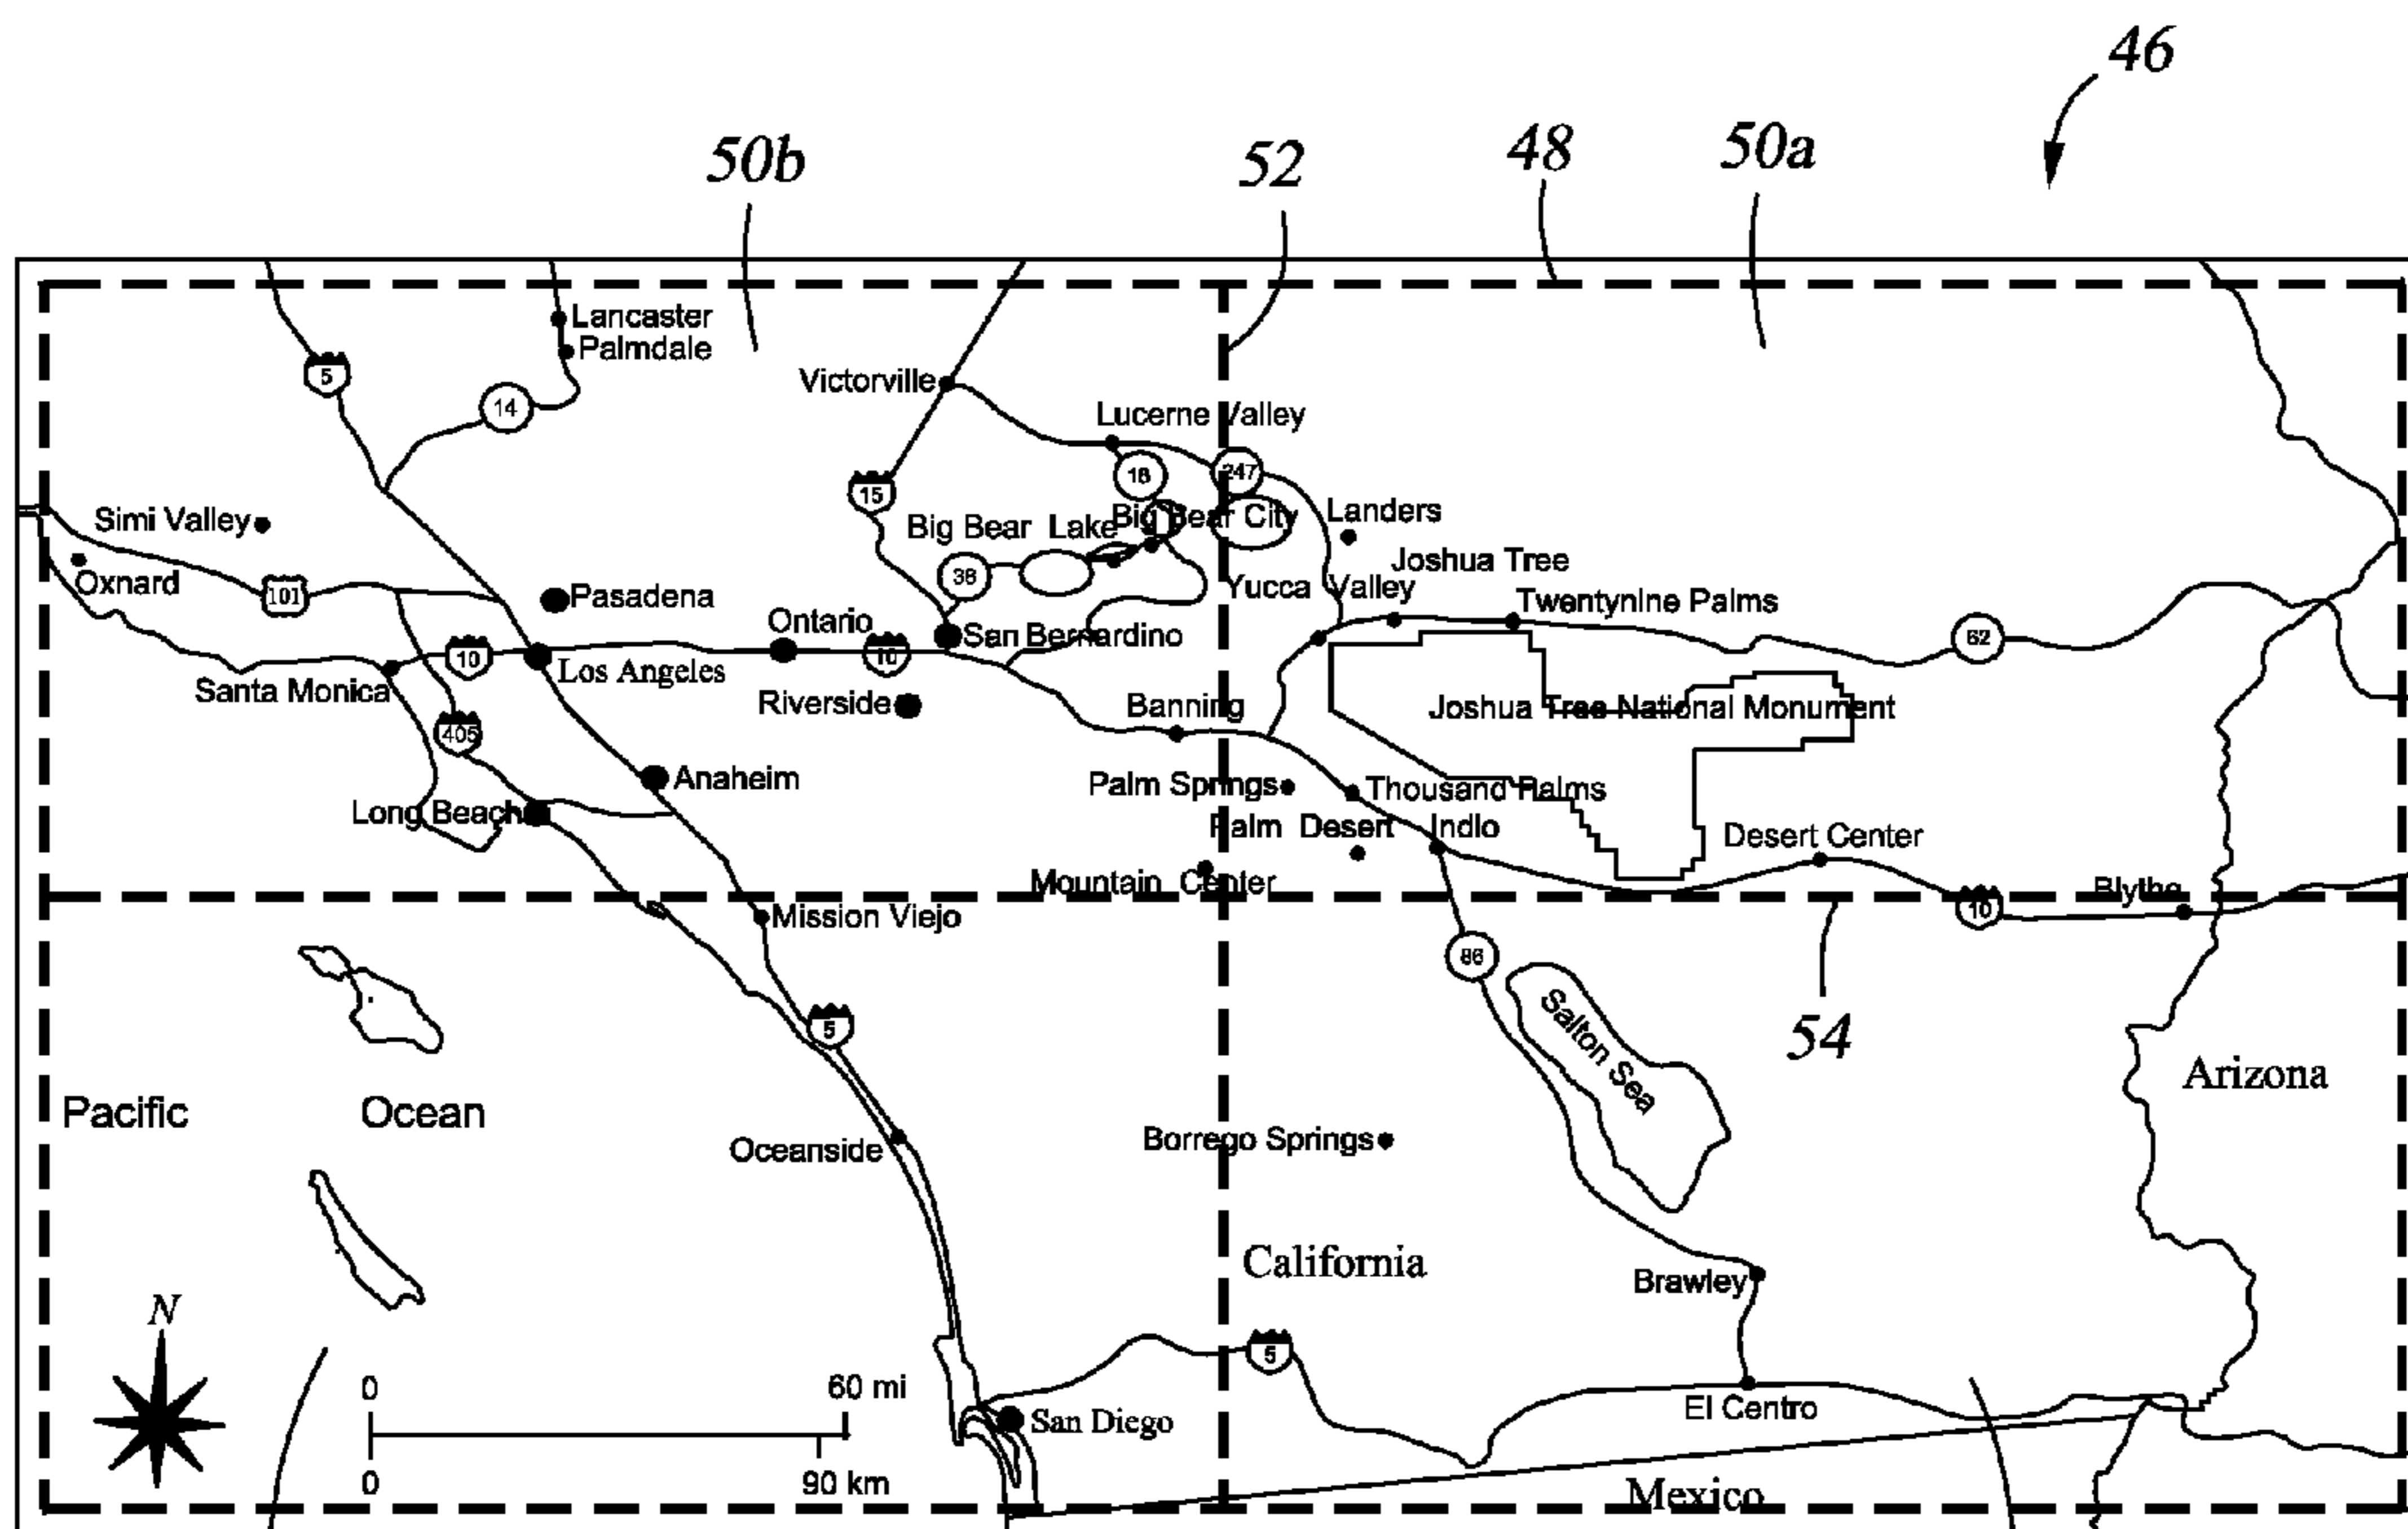 46
50b
52
48
50a
Lancaster
Palmdale
5
14
Victorville
Lucerne Valley
18
247
15
Simi Valley
Big Bear Lake
Big Bear City
Landers
Oxnard
38
Joshua Tree
Yucca Valley
101
Pasadena
Twentynine Palms
Ontario
San Bernardino
62
10
Los Angeles
10
Santa Monica
Riverside
Banning
Joshua Tree National Monument
405
Anaheim
Palm Springs
Thousand Palms
Long Beach
Palm Desert
Indio
Desert Center
Mountain Center
Blythe
10
Mission Viejo
86
5
Salton Sea
54
Arizona
Pacific Ocean
Oceanside
Borrego Springs
California
Brawley
N
5
0
60 mi
El Centro
San Diego
0
90 km
Mexico